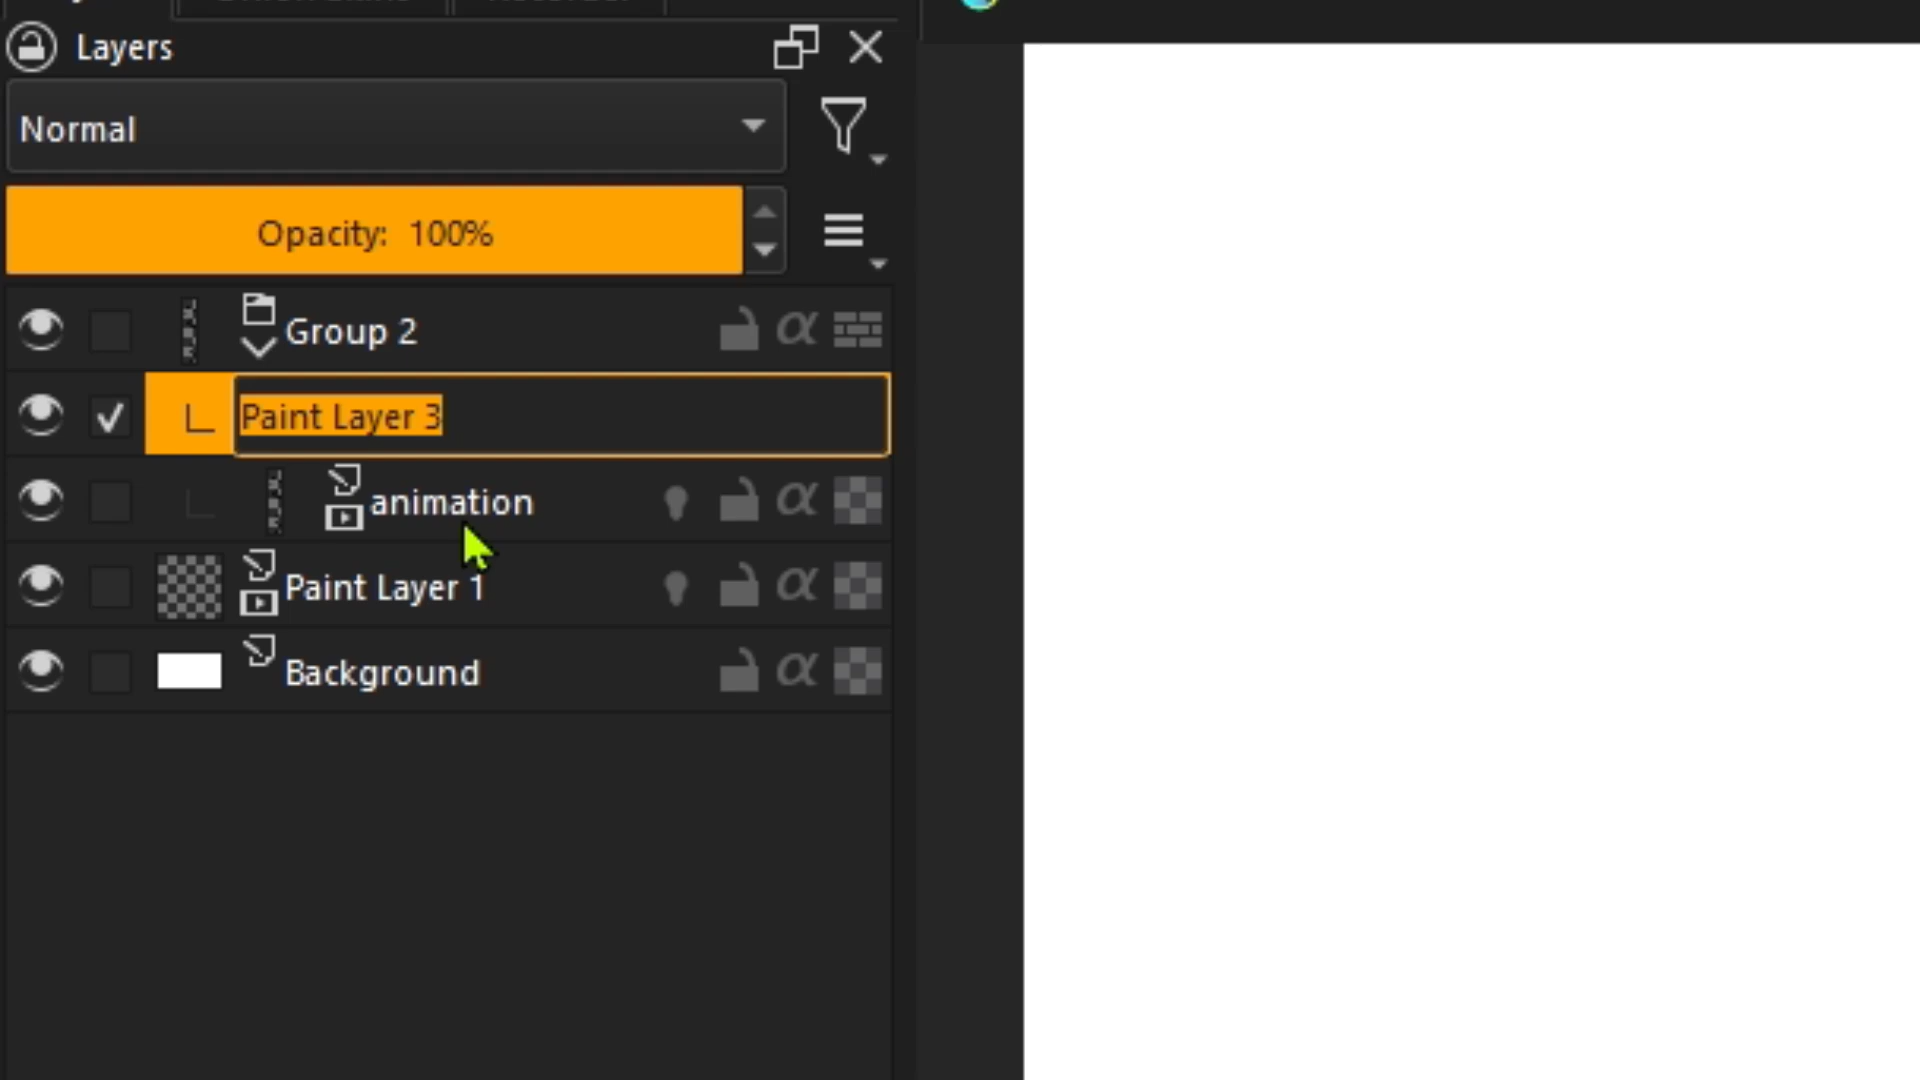 Layers
Normal
Opacity: 100%
Group 2
Paint Layer 3
animation
Paint Layer 1
Background